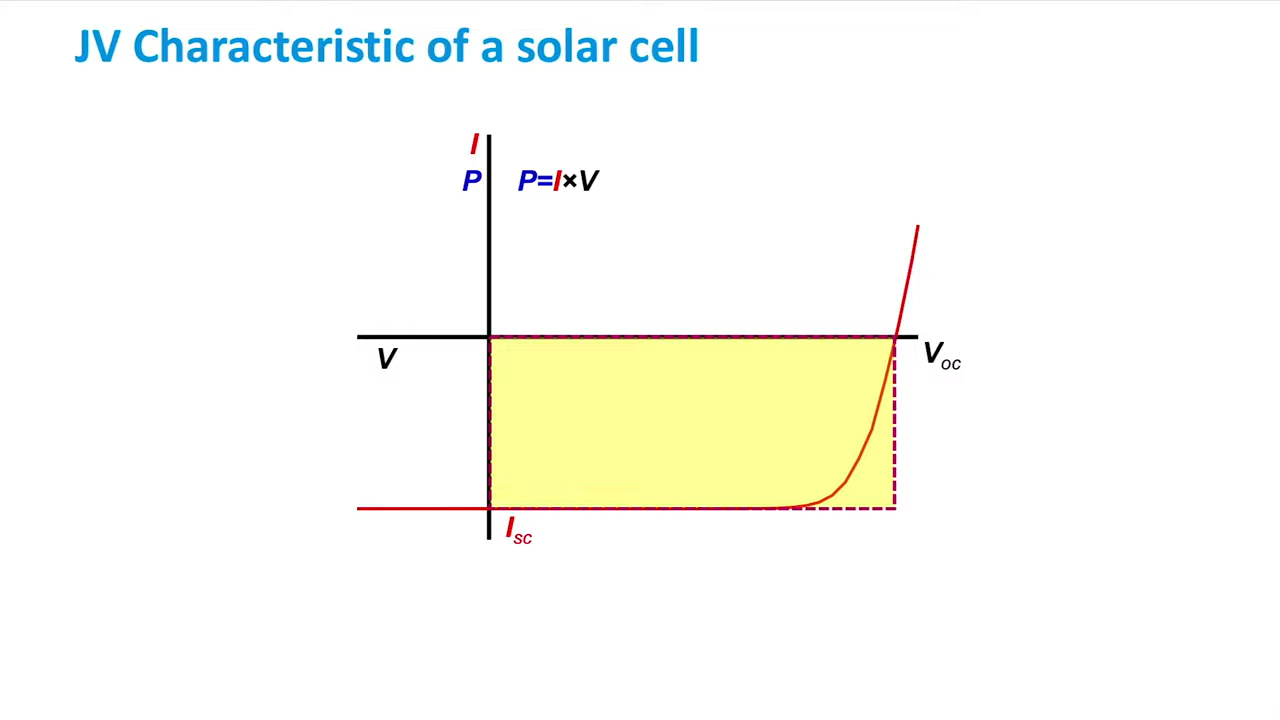 JV Characteristic of a solar cell
I
P
P=I×V
V
Voc
Isc